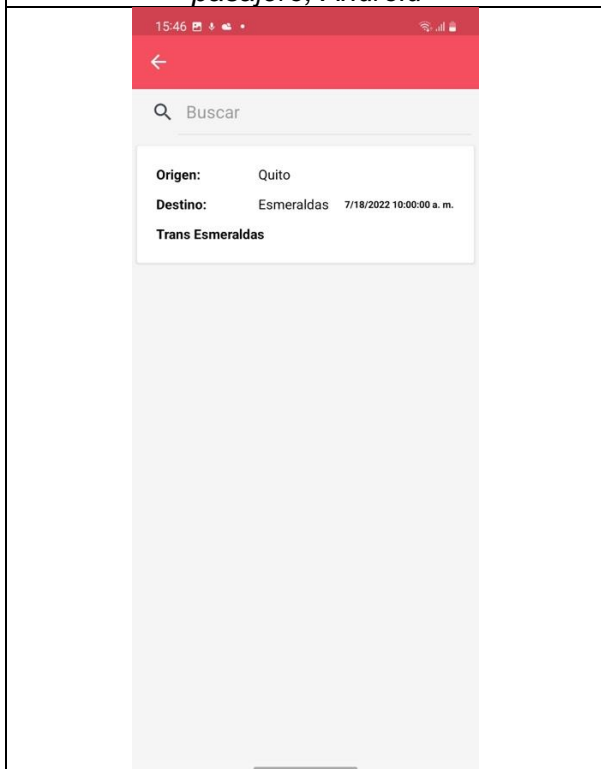 pasajero, Android
15:46
Buscar
Origen: Quito
Destino: Esmeraldas 7/18/2022 10:00:00 a. m.
Trans Esmeraldas